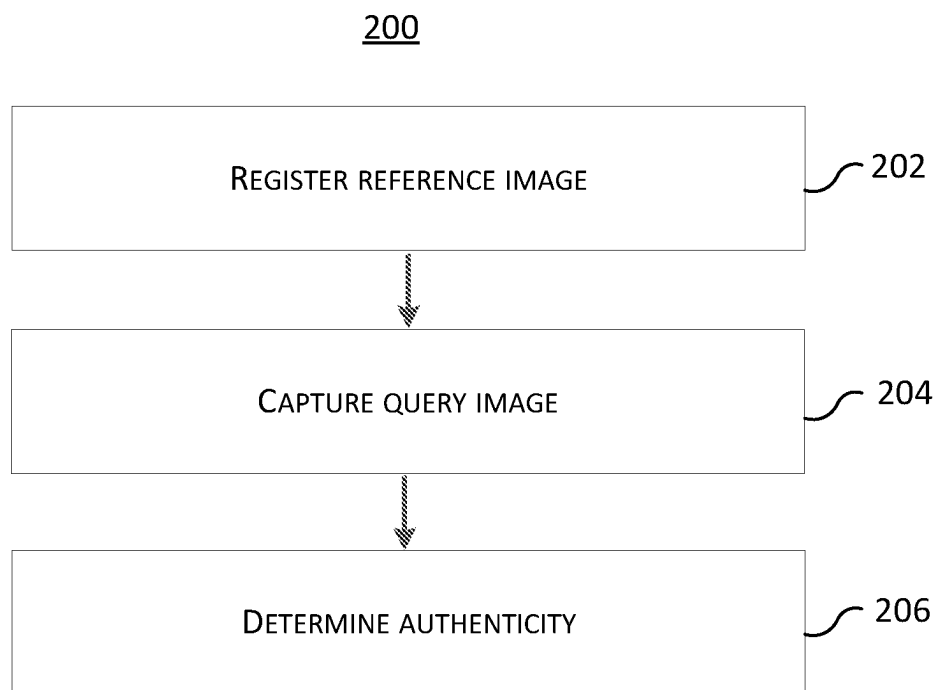 200
REGISTER REFERENCE IMAGE
202
CAPTURE QUERY IMAGE
204
DETERMINE AUTHENTICITY
206